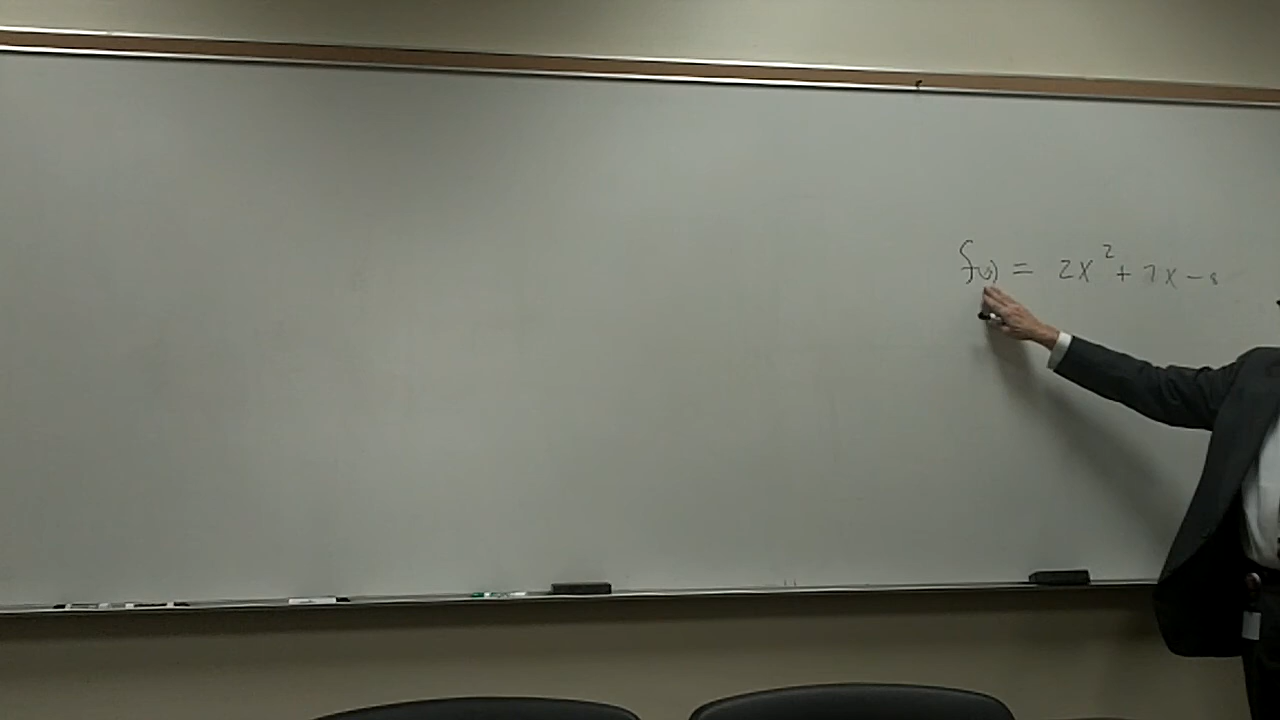 f(x) = 2x² + 7x - 8